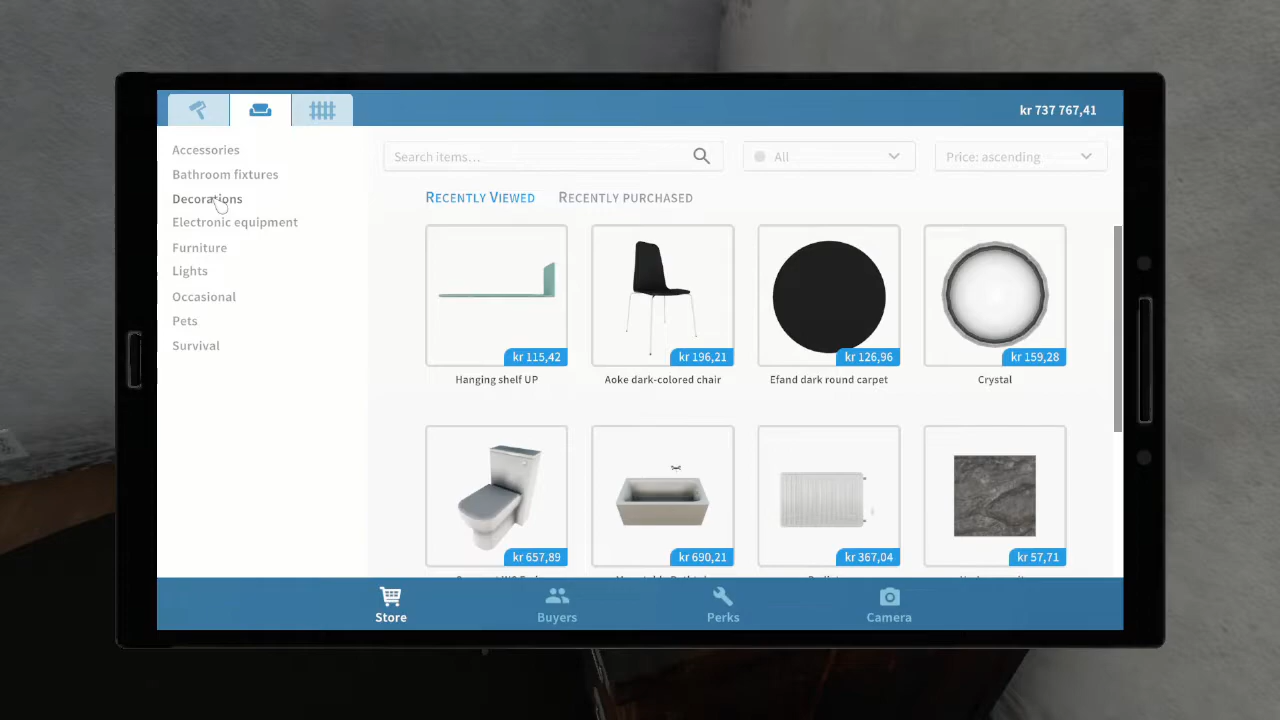 kr 737 767,41
Accessories
Bathroom fixtures
Decorations
Electronic equipment
Furniture
Lights
Occasional
Pets
Survival
Search items...
All
Price: ascending
RECENTLY VIEWED
RECENTLY PURCHASED
kr 115,42
kr 196,21
kr 126,96
kr 159,28
Hanging shelf UP
Aoke dark-colored chair
Efand dark round carpet
Crystal
kr 657,89
kr 690,21
kr 367,04
kr 57,71
Store
Buyers
Perks
Camera